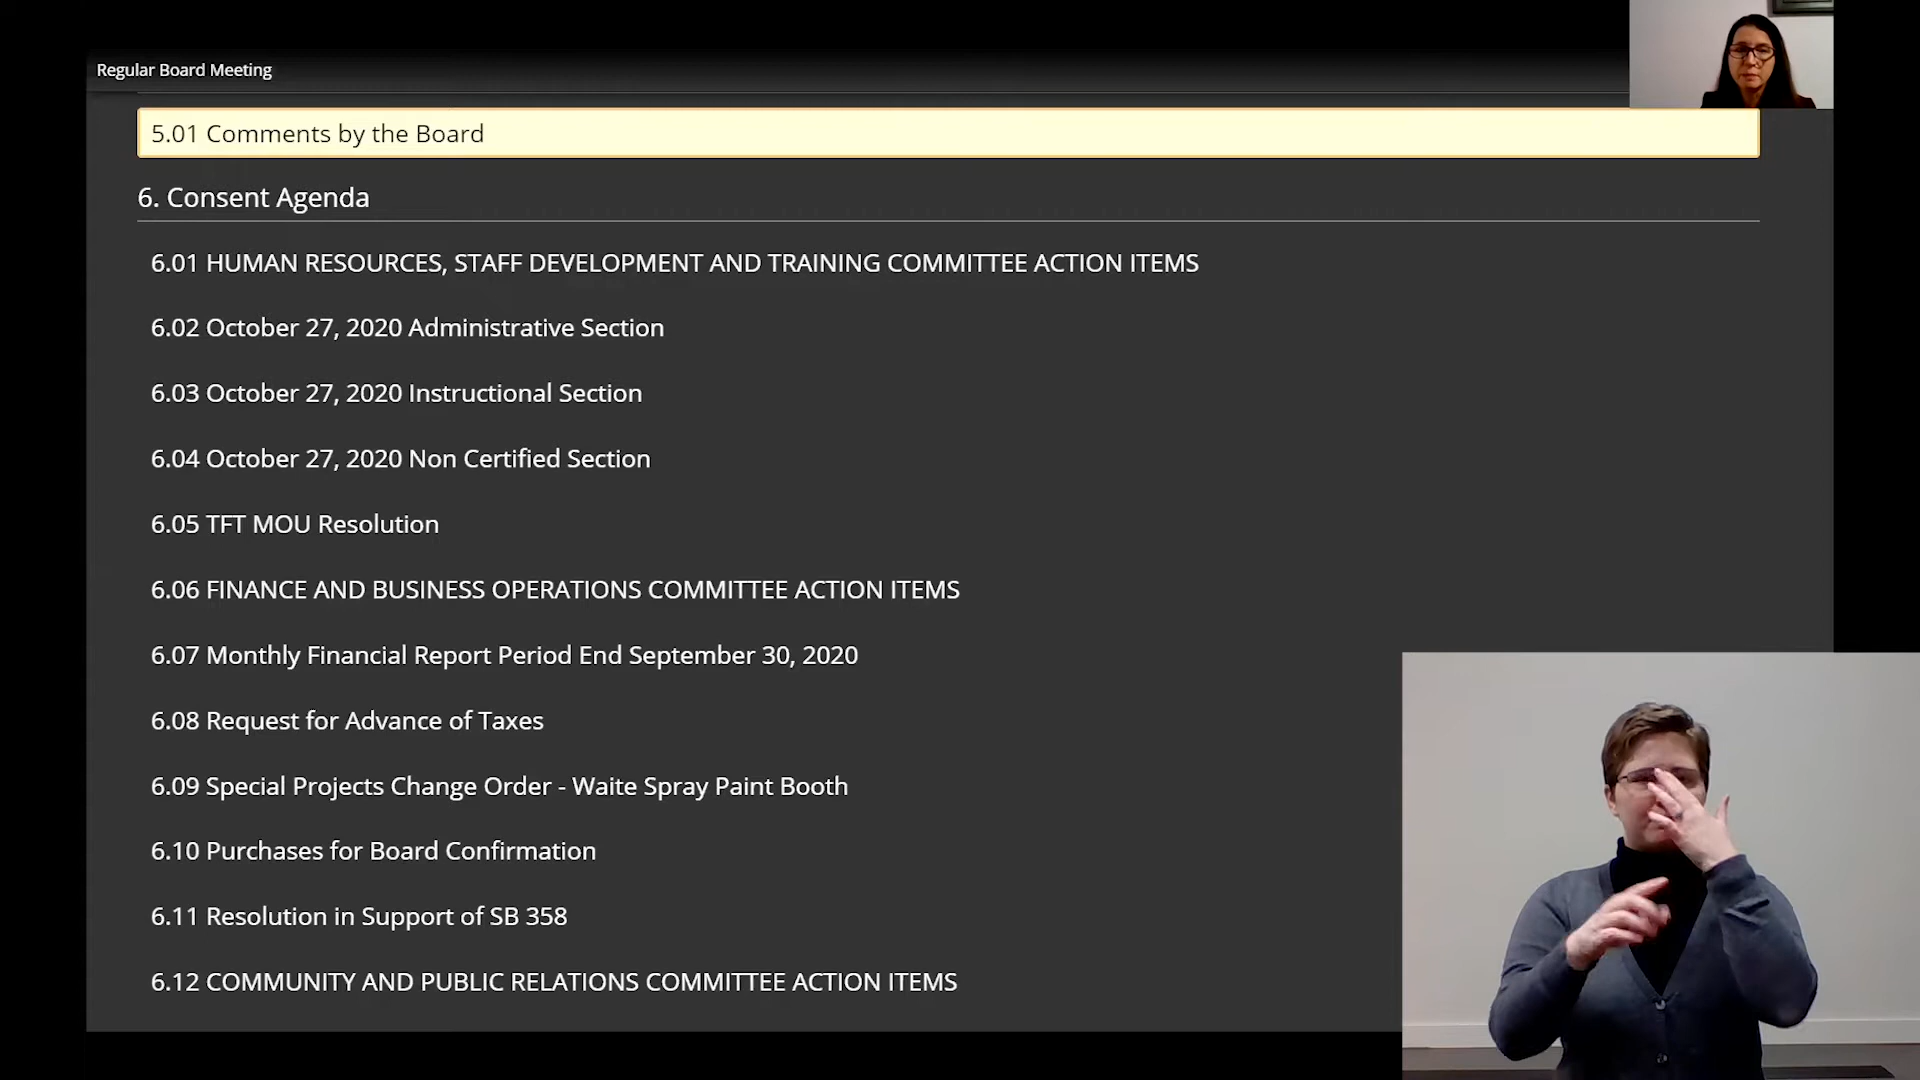 Regular Board Meeting
5.01 Comments by the Board
6. Consent Agenda
6.01 HUMAN RESOURCES, STAFF DEVELOPMENT AND TRAINING COMMITTEE ACTION ITEMS
6.02 October 27, 2020 Administrative Section
6.03 October 27, 2020 Instructional Section
6.04 October 27, 2020 Non Certified Section
6.05 TFT MOU Resolution
6.06 FINANCE AND BUSINESS OPERATIONS COMMITTEE ACTION ITEMS
6.07 Monthly Financial Report Period End September 30, 2020
6.08 Request for Advance of Taxes
6.09 Special Projects Change Order - Waite Spray Paint Booth
6.10 Purchases for Board Confirmation
6.11 Resolution in Support of SB 358
6.12 COMMUNITY AND PUBLIC RELATIONS COMMITTEE ACTION ITEMS